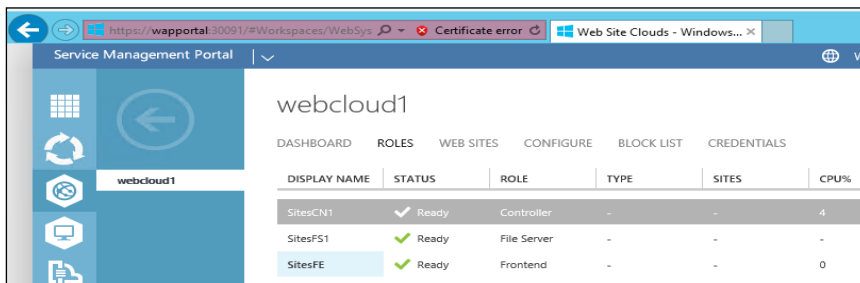 https://wapportal:30091/#Workspaces/WebSys Certificate error Web Site Clouds - Windows...
Service Management Portal
webcloud1
DASHBOARD ROLES WEB SITES CONFIGURE BLOCK LIST CREDENTIALS
webcloud1
DISPLAY NAME STATUS ROLE TYPE SITES CPU%
SitesCN1 Ready Controller - - 4
SitesFS1 Ready File Server - - -
SitesFE Ready Frontend - - 0